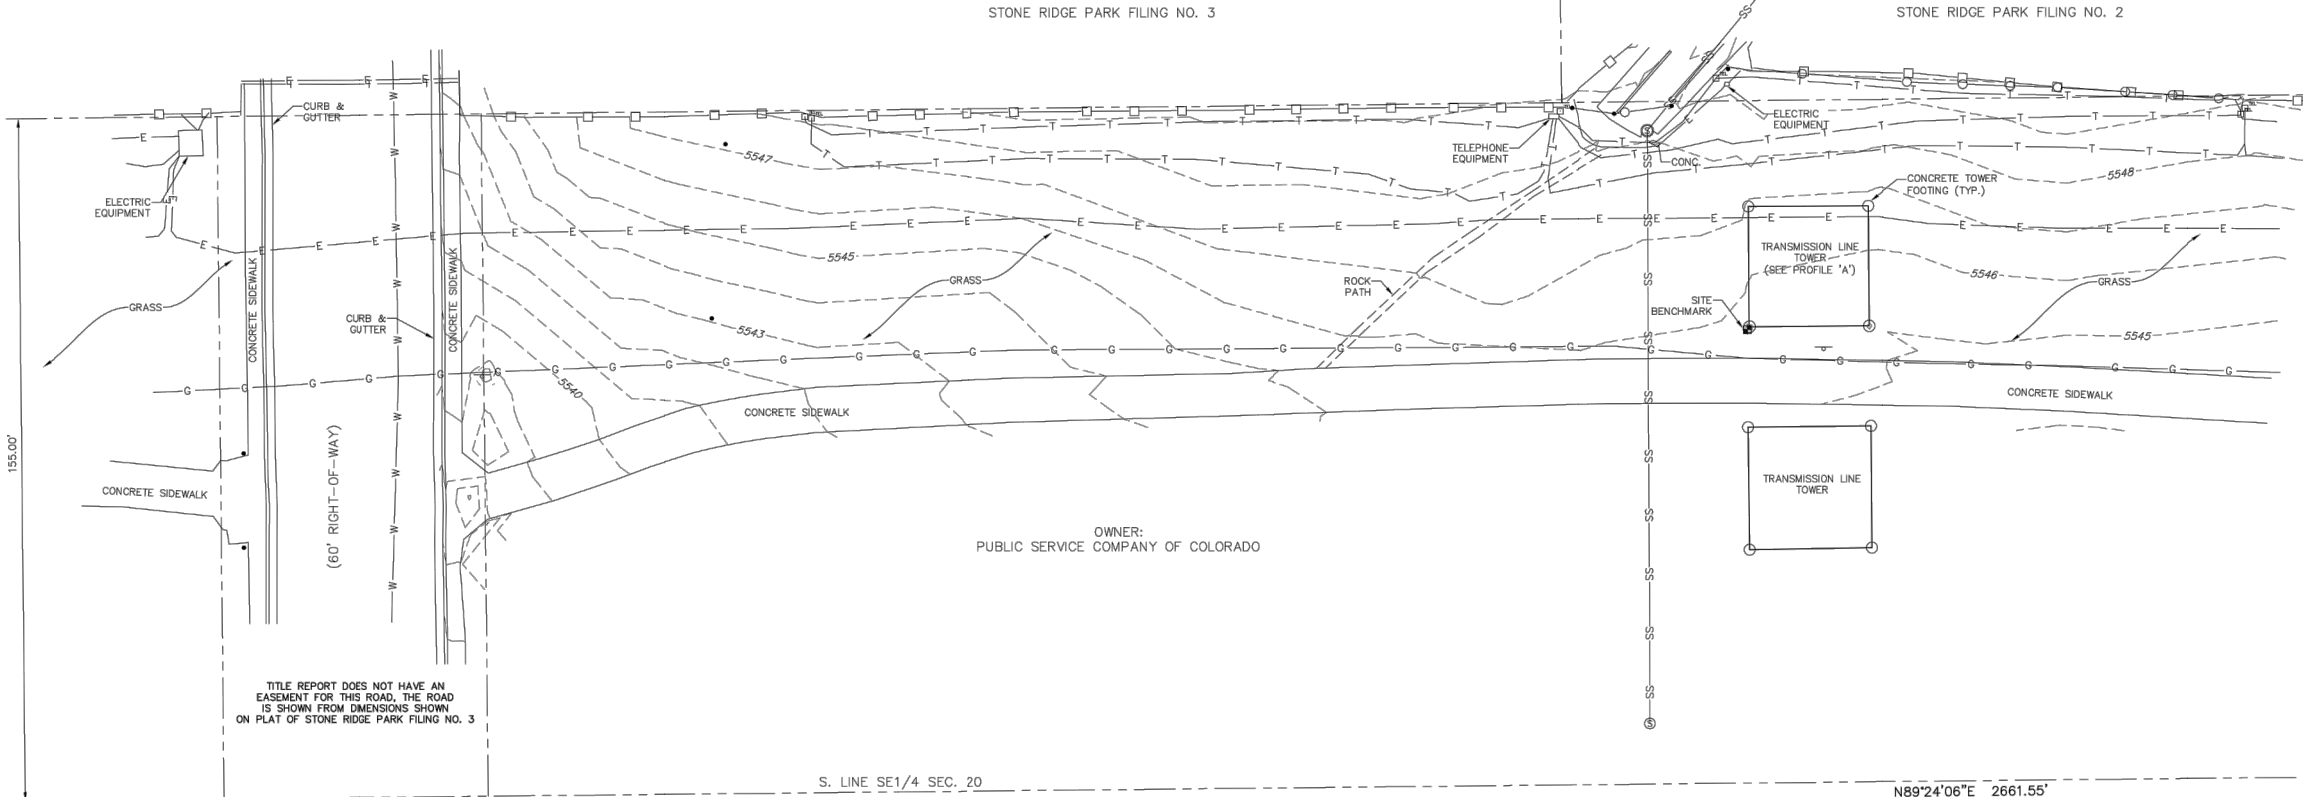 STONE RIDGE PARK FILING NO. 3
STONE RIDGE PARK FILING NO. 2
CURB &
GUTTER
ELECTRIC
EQUIPMENT
5547
TELEPHONE
EQUIPMENT
CONC.
ELECTRIC
EQUIPMENT
CONCRETE TOWER
FOOTING (TYP.)
5548
GRASS
CONCRETE SIDEWALK
CURB &
GUTTER
CONCRETE SIDEWALK
5545
GRASS
5543
ROCK
PATH
SITE
BENCHMARK
TRANSMISSION LINE
TOWER
(SEE PROFILE 'A')
5546
GRASS
5545
5540
CONCRETE SIDEWALK
CONCRETE SIDEWALK
155.00'
CONCRETE SIDEWALK
(60' RIGHT-OF-WAY)
OWNER:
PUBLIC SERVICE COMPANY OF COLORADO
TRANSMISSION LINE
TOWER
TITLE REPORT DOES NOT HAVE AN
EASEMENT FOR THIS ROAD, THE ROAD
IS SHOWN FROM DIMENSIONS SHOWN
ON PLAT OF STONE RIDGE PARK FILING NO. 3
S. LINE SE1/4 SEC. 20
N89°24'06"E 2661.55'